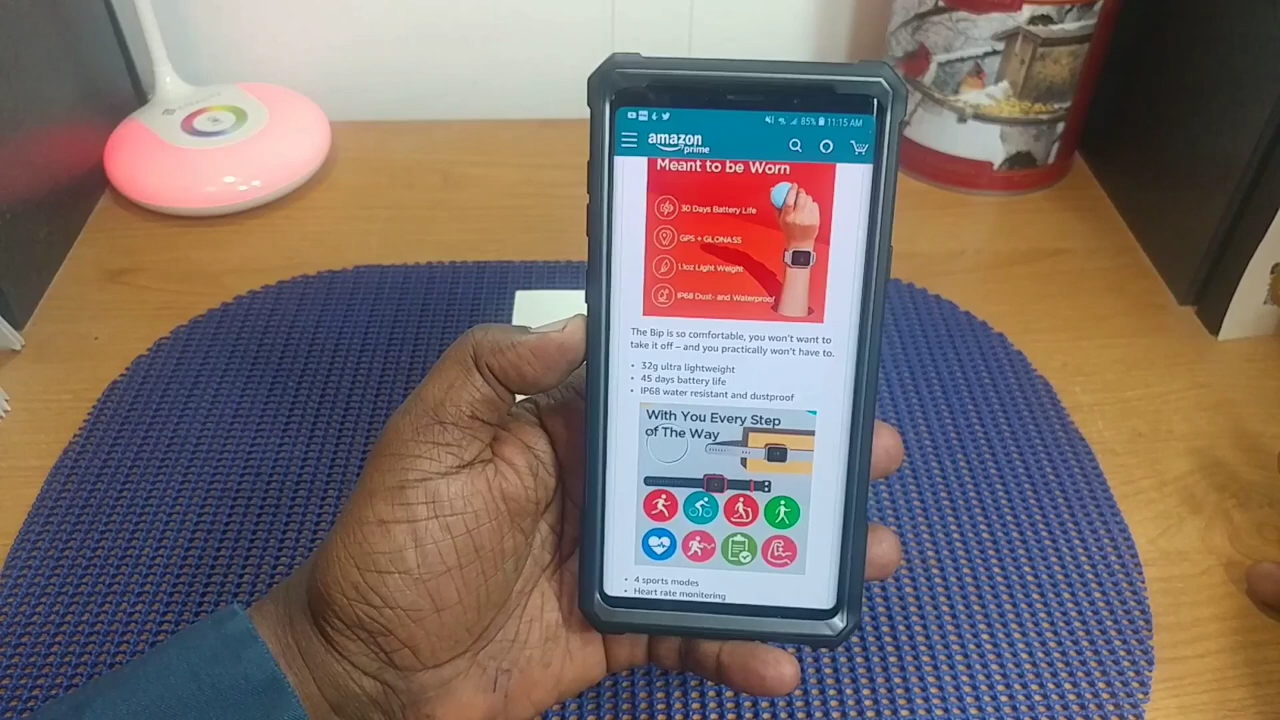 85% 11:15 AM
amazon
prime
Meant to be Worn
30 Days Battery Life
GPS + GLONASS
1.1oz Light Weight
IP68 Dust- and Waterproof
The Bip is so comfortable, you won't want to
take it off – and you practically won't have to.
• 32g ultra lightweight
• 45 days battery life
• IP68 water resistant and dustproof
With You Every Step
of The Way
• 4 sports modes
• Heart rate monitering